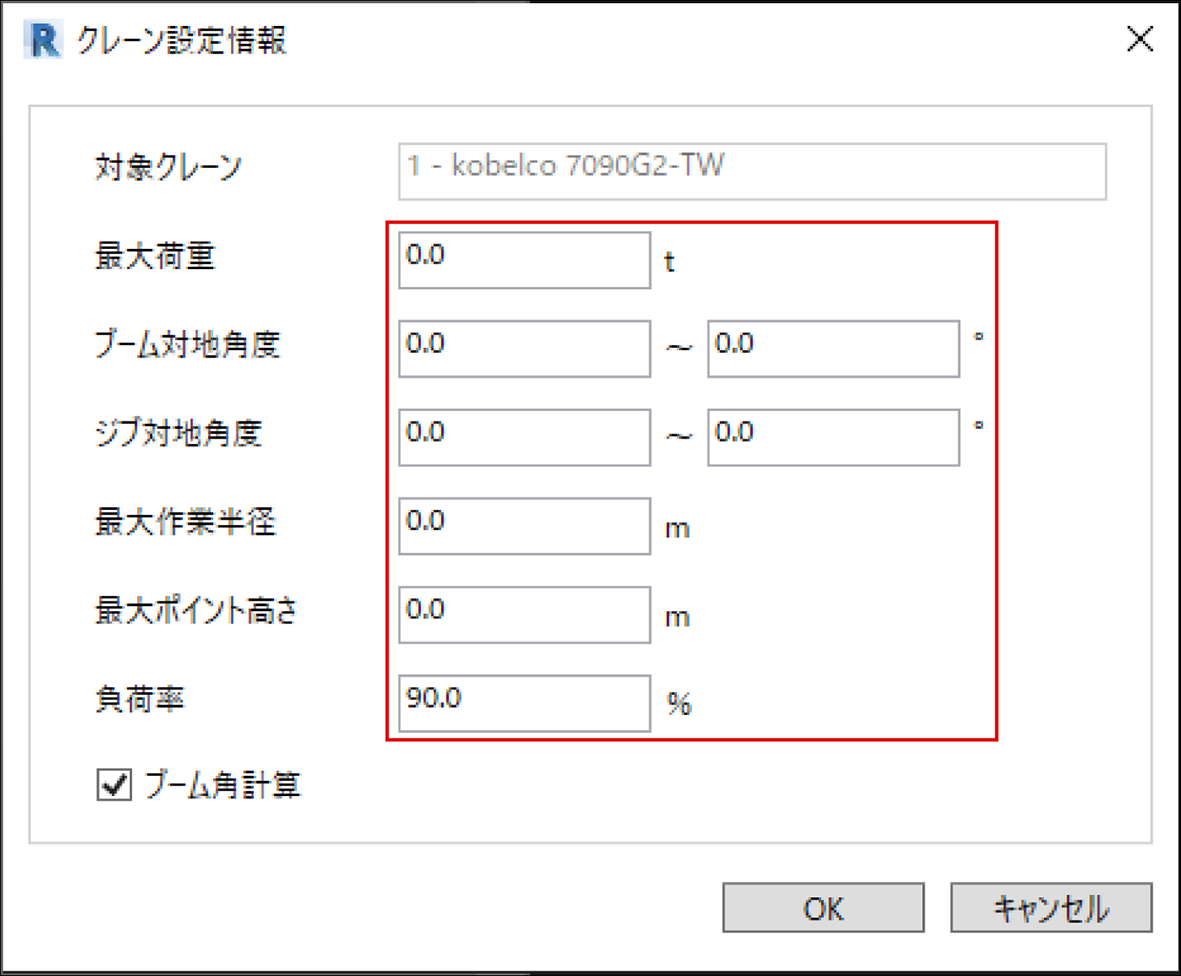 クレーン設定情報
対象クレーン 1 - kobelco 7090G2-TW
最大荷重 0.0 t
ブーム対地角度 0.0 ～ 0.0 °
ジブ対地角度 0.0 ～ 0.0 °
最大作業半径 0.0 m
最大ポイント高さ 0.0 m
負荷率 90.0 %
ブーム角計算
OK キャンセル